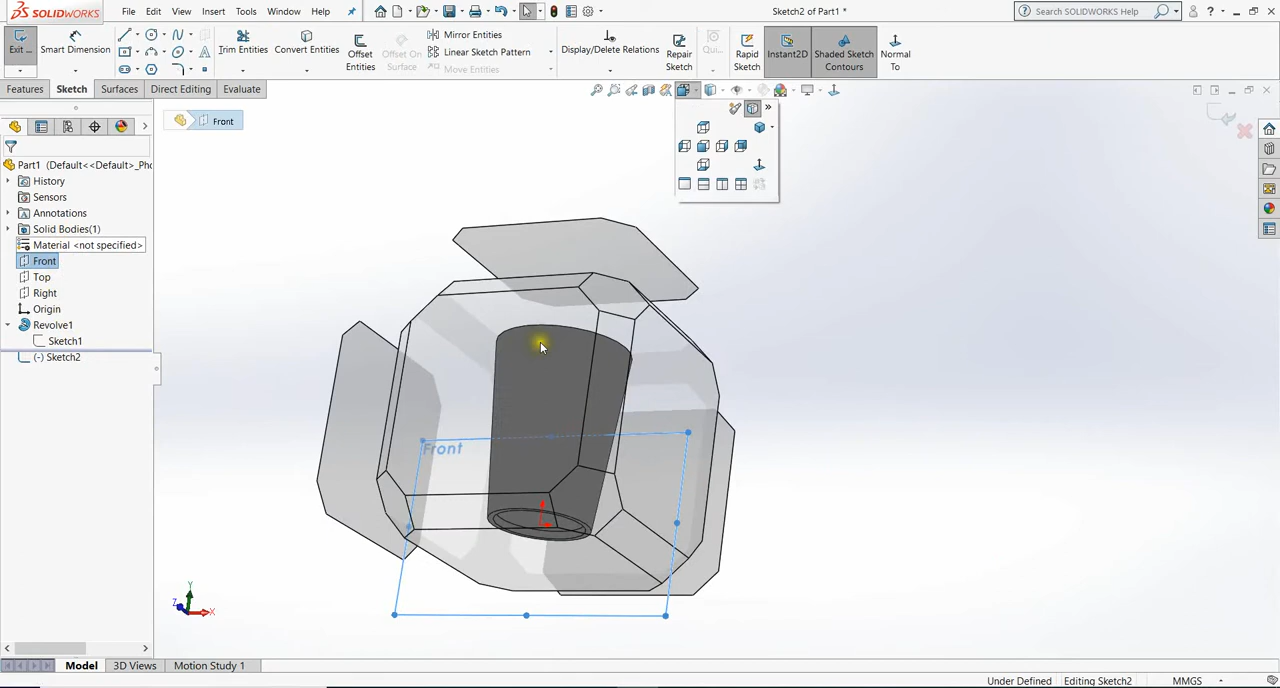 SOLIDWORKS
File Edit View Insert Tools Window Help
Sketch2 of Part1 *
Search SOLIDWORKS Help
Exit ...
Smart Dimension
Trim Entities
Convert Entities
Offset Entities
Offset On Surface
Mirror Entities
Linear Sketch Pattern
Move Entities
Display/Delete Relations
Repair Sketch
Qui...
Rapid Sketch
Instant2D
Shaded Sketch Contours
Normal To
Features Sketch Surfaces Direct Editing Evaluate
Front
Part1 (Default<<Default>_Pho
History
Sensors
Annotations
Solid Bodies(1)
Material <not specified>
Front
Top
Right
Origin
Revolve1
Sketch1
(-) Sketch2
Front
Y
Z
X
Model 3D Views Motion Study 1
Under Defined Editing Sketch2 MMGS